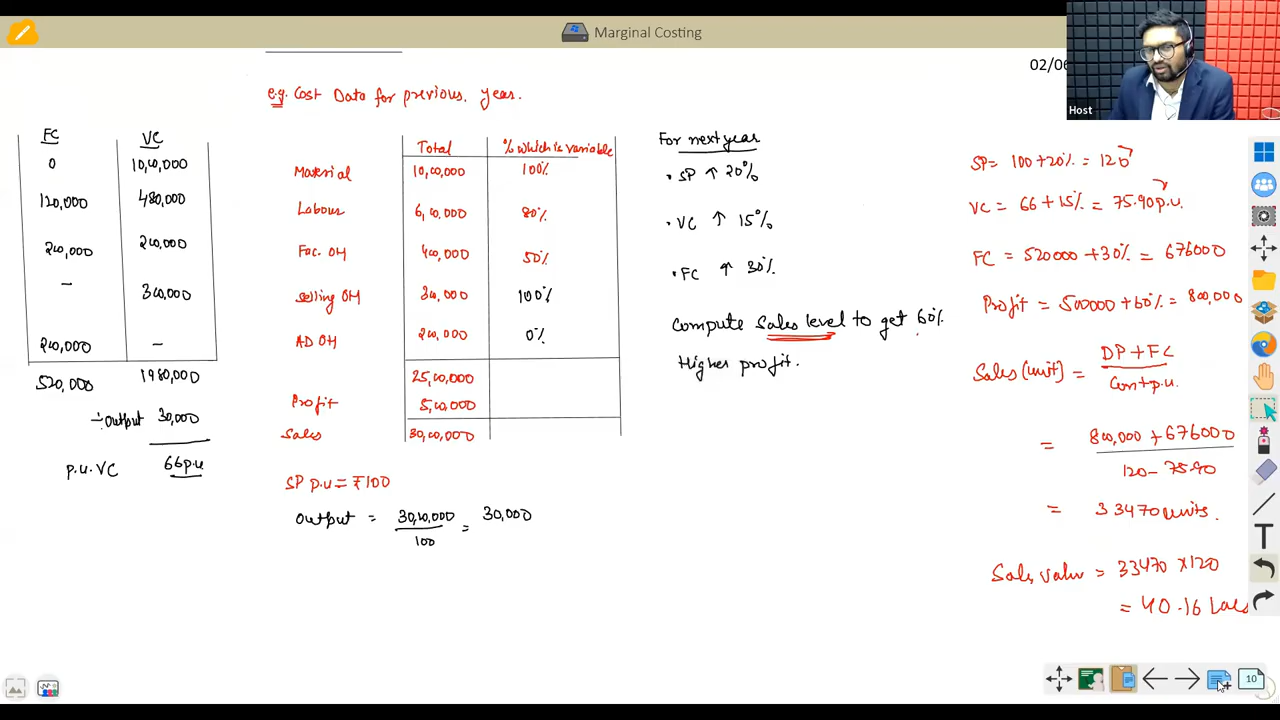 Marginal Costing
02/06
Host
e.g. Cost Data for previous year.
FC VC
0 10,00,000
120,000 480,000
200,000 200,000
- 300,000
200,000 -
520,000 1980,000
÷output 30,000
p.u. VC 66 p.u
Total % which is variable
Material 10,00,000 100%
Labour 6,00,000 80%
Fac. OH 400,000 50%
Selling OH 300,000 100%
AD OH 200,000 0%
25,00,000
Profit 5,00,000
Sales 30,00,000
SP p.u = ₹100
Output = 30,00,000 / 100 = 30,000
For next year
• SP ↑ 20%
• VC ↑ 15%
• FC ↑ 30%
Compute Sales level to get 60%
Higher profit.
SP = 100 + 20% = 120
VC = 66 + 15% = 75.90 p.u.
FC = 520000 + 30% = 676000
Profit = 500000 + 60% = 800,000
Sales (unit) = DP + FC / Cont p.u.
= 800,000 + 676000 / 120 - 75.90
= 33470 units.
Sales value = 33470 × 120
= 40.16 Lacs
T
10